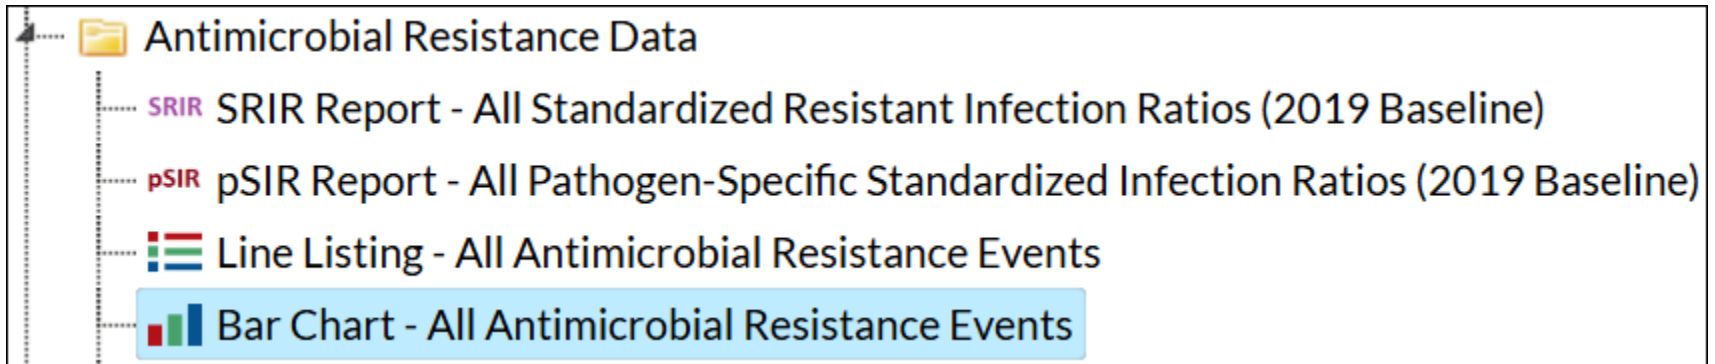 Antimicrobial Resistance Data
SRIR SRIR Report - All Standardized Resistant Infection Ratios (2019 Baseline)
pSIR pSIR Report - All Pathogen-Specific Standardized Infection Ratios (2019 Baseline)
Line Listing - All Antimicrobial Resistance Events
Bar Chart - All Antimicrobial Resistance Events